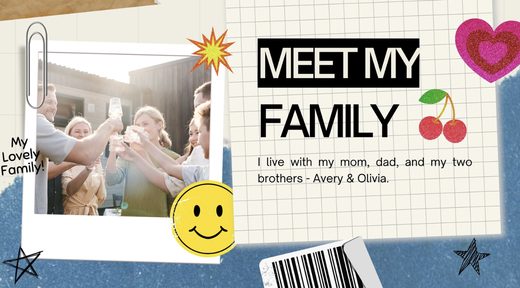 MEET MY
FAMILY
I live with my mom, dad, and my two
brothers - Avery & Olivia.
My
Lovely
Family!